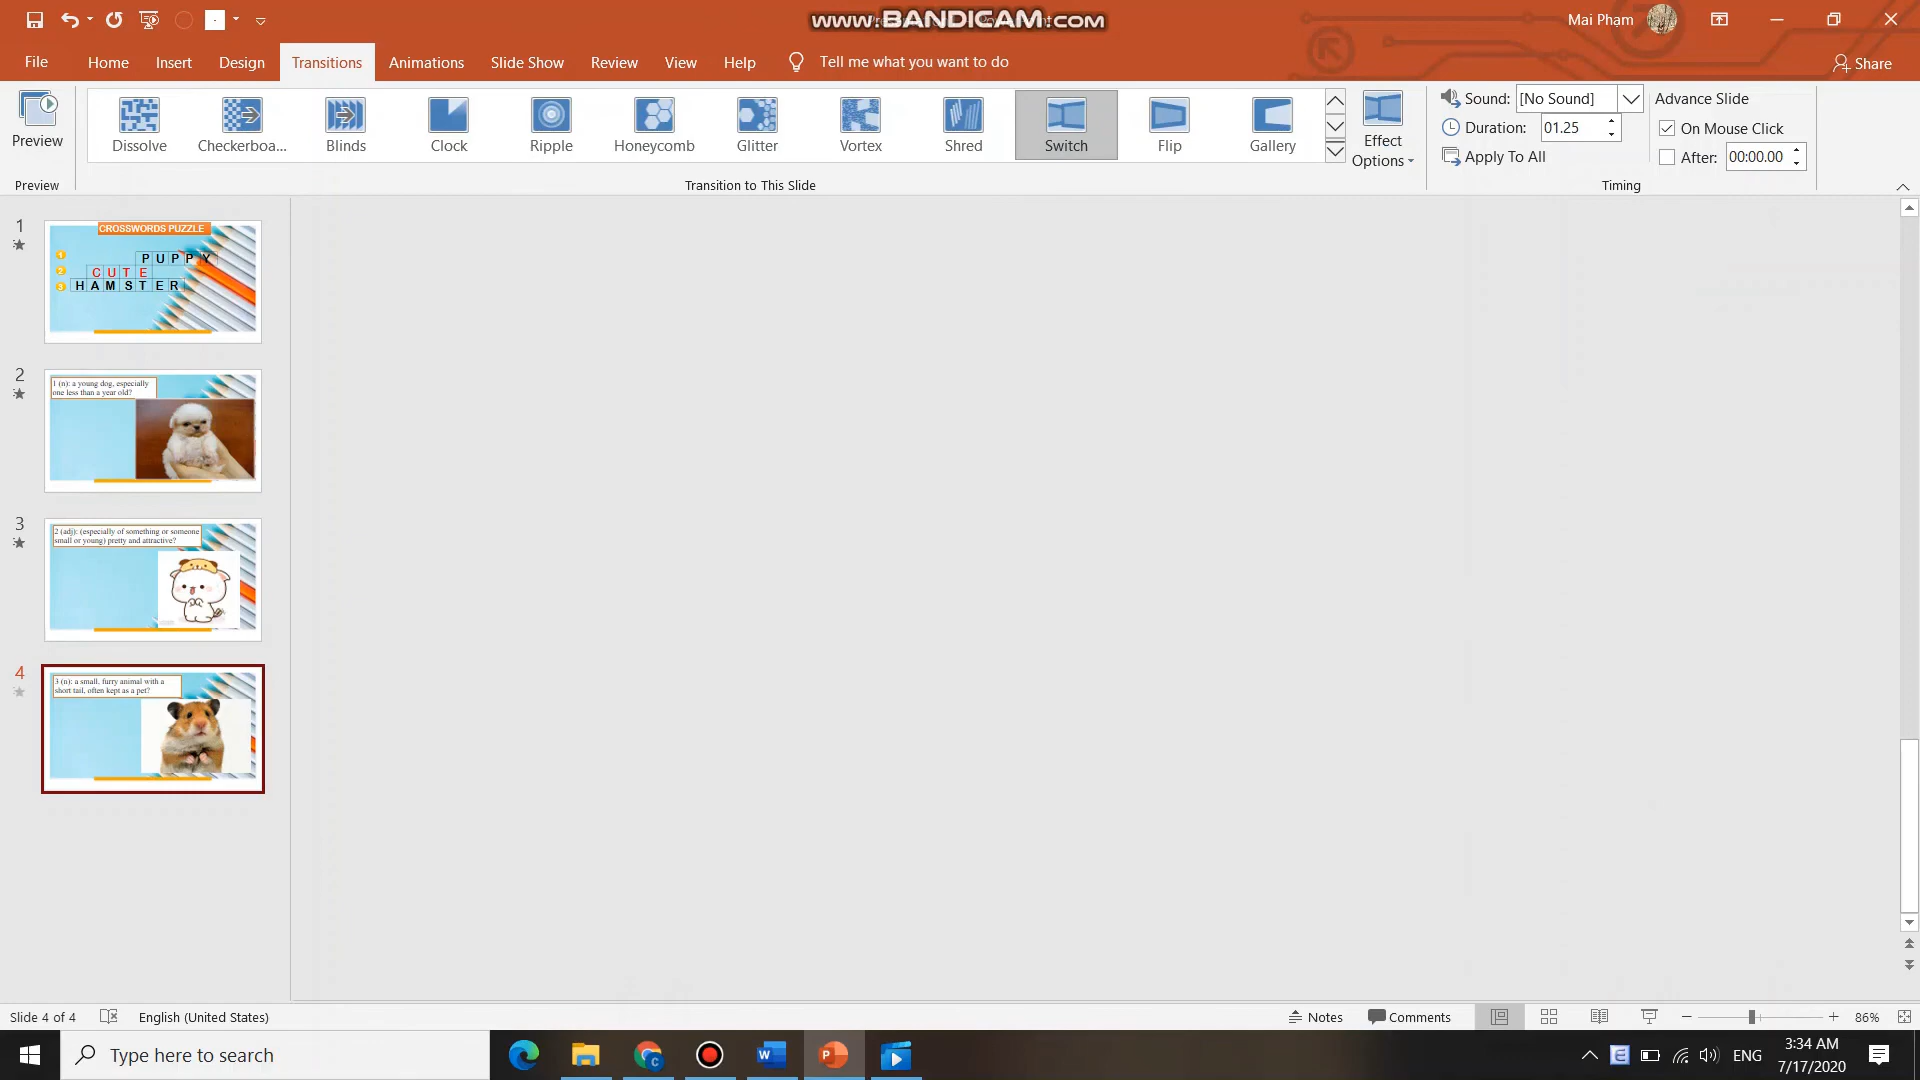 www.BANDICAM.com
Mai Pham
File
Home
Insert
Design
Transitions
Animations
Slide Show
Review
View
Help
Tell me what you want to do
Share
Preview
Dissolve
Checkerboa...
Blinds
Clock
Ripple
Honeycomb
Glitter
Vortex
Shred
Switch
Flip
Gallery
Effect
Options
Sound: [No Sound]
Duration: 01.25
Apply To All
Advance Slide
On Mouse Click
After: 00:00.00
Preview
Transition to This Slide
Timing
1
CROSSWORDS PUZZLE
1 PUPPY
2 CUTE
3 HAMSTER
2
1 (n): a young dog, especially
one less than a year old?
3
2 (adj): (especially of something or someone
small or young) pretty and attractive?
4
3 (n): a small, furry animal with a
short tail, often kept as a pet?
Slide 4 of 4
English (United States)
Notes
Comments
86%
Type here to search
ENG
3:34 AM
7/17/2020